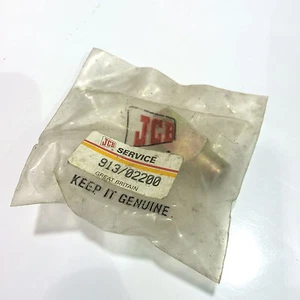 JCB
JCB SERVICE
913/02200
GREAT BRITAIN
KEEP IT GENUINE